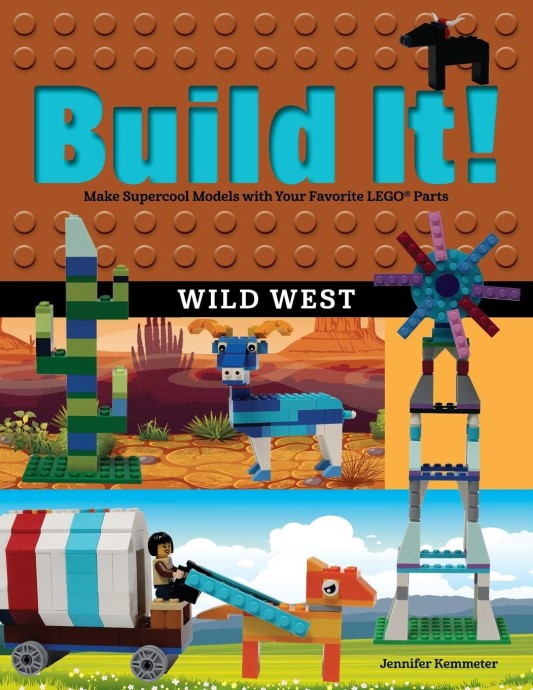 Build It!
Make Supercool Models with Your Favorite LEGO® Parts
WILD WEST
Jennifer Kemmeter